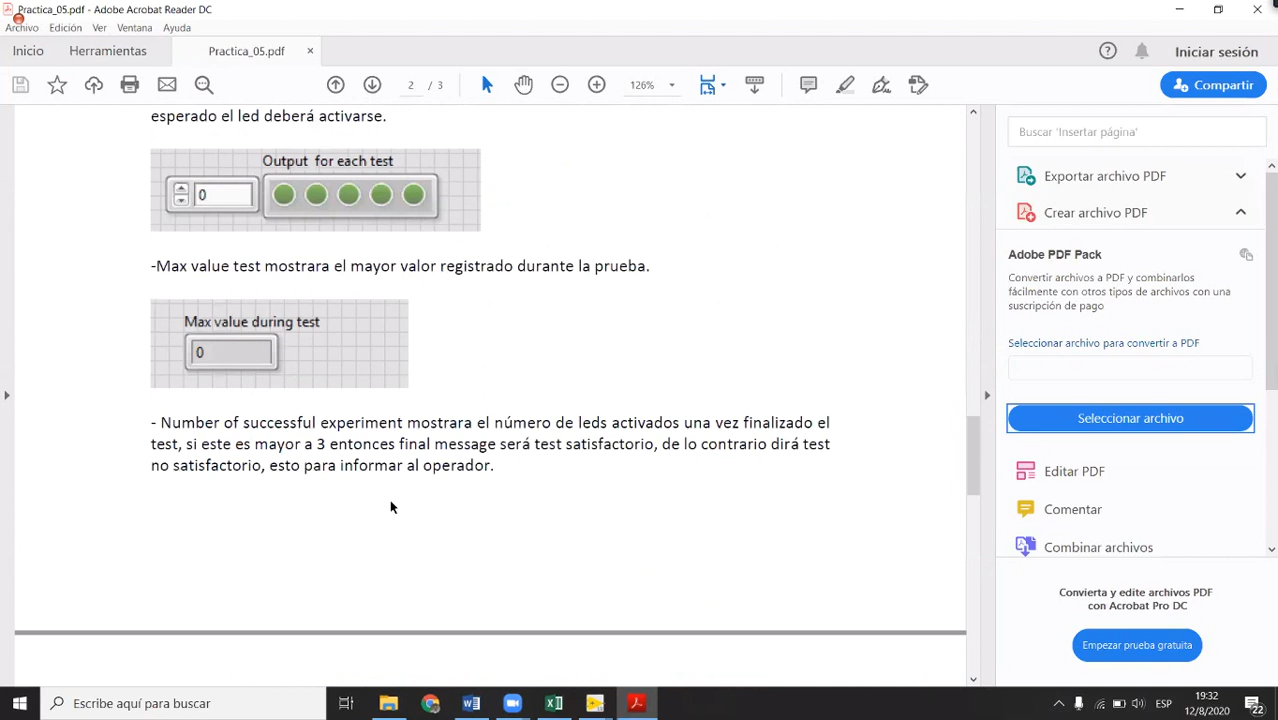 Practica_05.pdf - Adobe Acrobat Reader DC
Archivo Edición Ver Ventana Ayuda
Inicio Herramientas Practica_05.pdf × Iniciar sesión
2 / 3 126% Compartir
esperado el led deberá activarse.
Output for each test
0
-Max value test mostrara el mayor valor registrado durante la prueba.
Max value during test
0
- Number of successful experiment mostrara el número de leds activados una vez finalizado el
test, si este es mayor a 3 entonces final message será test satisfactorio, de lo contrario dirá test
no satisfactorio, esto para informar al operador.
Buscar 'Insertar página'
Exportar archivo PDF
Crear archivo PDF
Adobe PDF Pack
Convertir archivos a PDF y combinarlos
fácilmente con otros tipos de archivos con una
suscripción de pago
Seleccionar archivo para convertir a PDF
Seleccionar archivo
Editar PDF
Comentar
Combinar archivos
Convierta y edite archivos PDF
con Acrobat Pro DC
Empezar prueba gratuita
Escribe aquí para buscar
ESP
19:32
12/8/2020
22